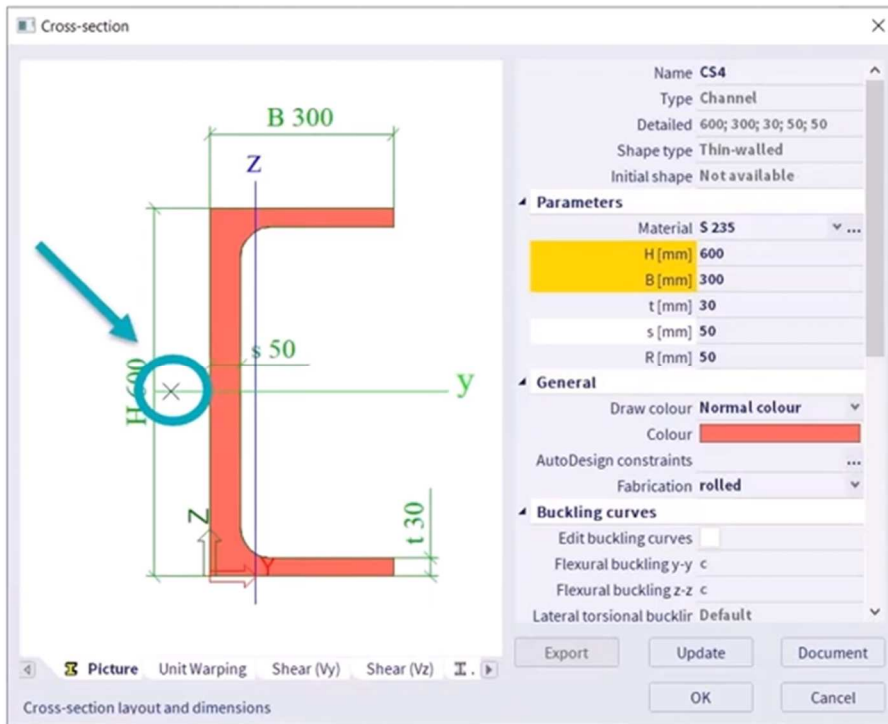 Cross-section
B 300
Z
s 50
H 600
y
Z
Y
t 30
Name CS4
Type Channel
Detailed 600; 300; 30; 50; 50
Shape type Thin-walled
Initial shape Not available
Parameters
Material S 235 ...
H [mm] 600
B [mm] 300
t [mm] 30
s [mm] 50
R [mm] 50
General
Draw colour Normal colour
Colour
AutoDesign constraints ...
Fabrication rolled
Buckling curves
Edit buckling curves
Flexural buckling y-y c
Flexural buckling z-z c
Lateral torsional bucklir Default
Picture Unit Warping Shear (Vy) Shear (Vz) I .
Export Update Document
Cross-section layout and dimensions
OK Cancel